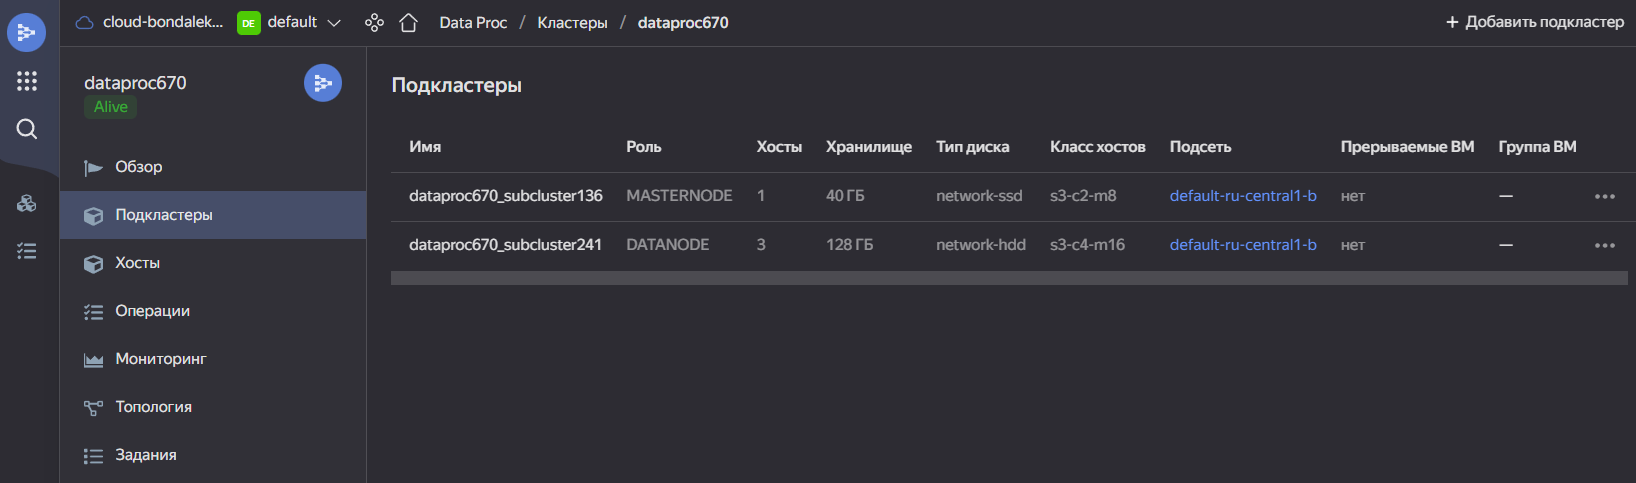 cloud-bondalek... DE default Data Proc / Кластеры / dataproc670 + Добавить подкластер
dataproc670
Alive
Обзор
Подкластеры
Хосты
Операции
Мониторинг
Топология
Задания
Подкластеры
Имя Роль Хосты Хранилище Тип диска Класс хостов Подсеть Прерываемые ВМ Группа ВМ
dataproc670_subcluster136 MASTERNODE 1 40 ГБ network-ssd s3-c2-m8 default-ru-central1-b нет —
dataproc670_subcluster241 DATANODE 3 128 ГБ network-hdd s3-c4-m16 default-ru-central1-b нет —